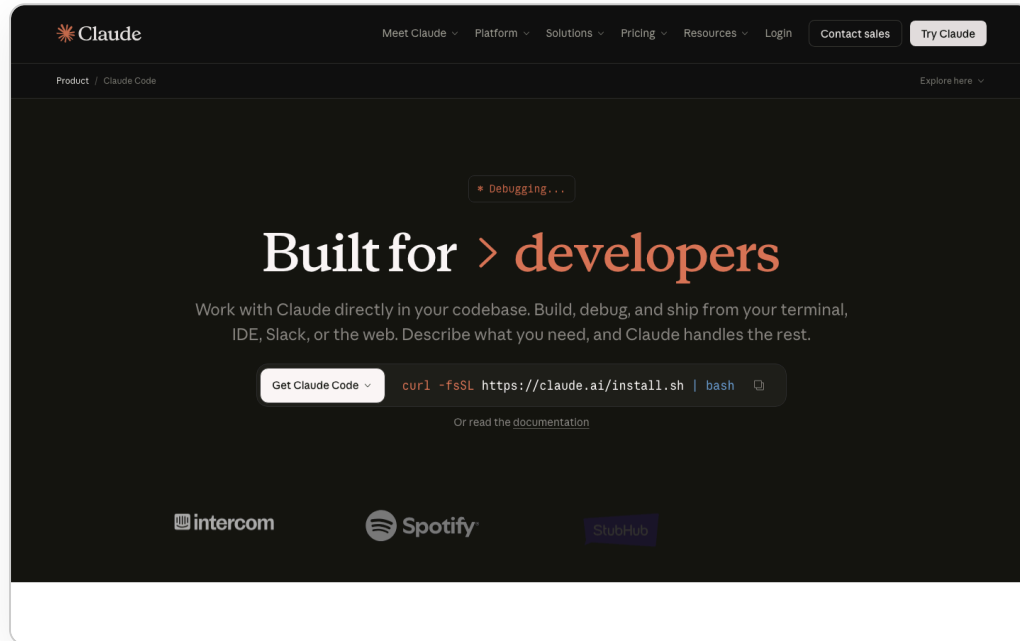 Claude
Meet Claude
Platform
Solutions
Pricing
Resources
Login
Contact sales
Try Claude
Product / Claude Code
Explore here
* Debugging...
Built for > developers
Work with Claude directly in your codebase. Build, debug, and ship from your terminal,
IDE, Slack, or the web. Describe what you need, and Claude handles the rest.
Get Claude Code
curl -fsSL https://claude.ai/install.sh | bash
Or read the documentation
intercom
Spotify
StubHub